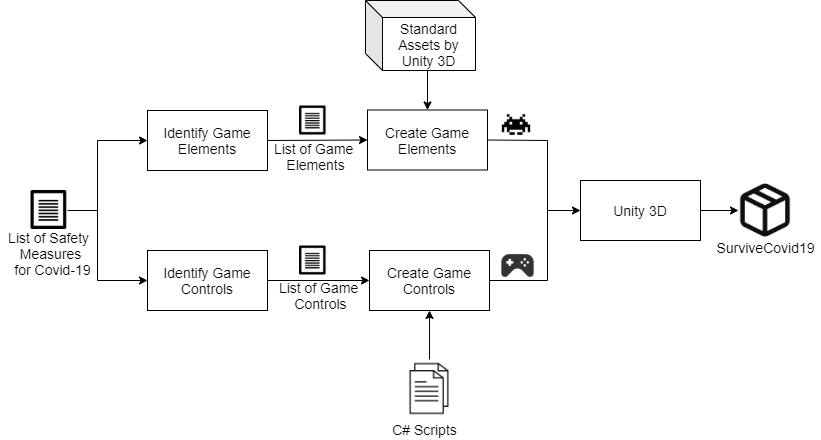 Standard
Assets by
Unity 3D
Identify Game
Elements
List of Game
Elements
Create Game
Elements
List of Safety
Measures
for Covid-19
Unity 3D
SurviveCovid19
Identify Game
Controls
List of Game
Controls
Create Game
Controls
C# Scripts